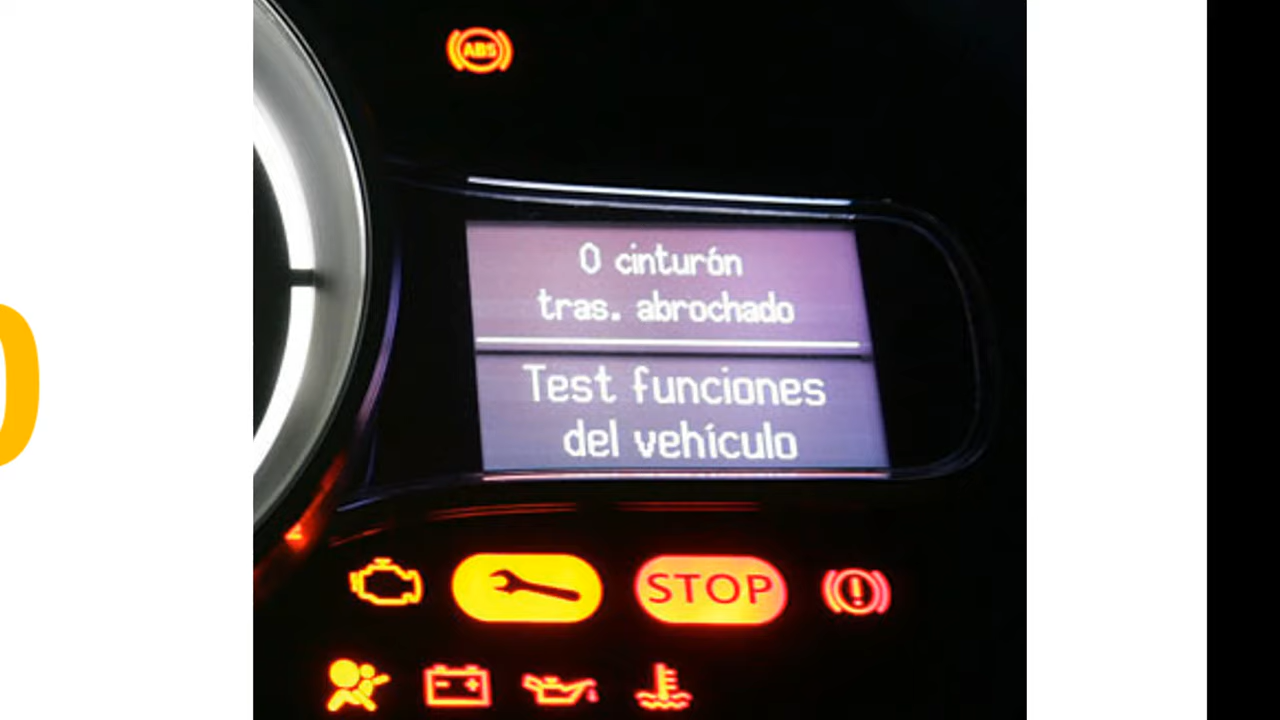 ABS
0 cinturón
tras. abrochado
Test funciones
del vehículo
STOP